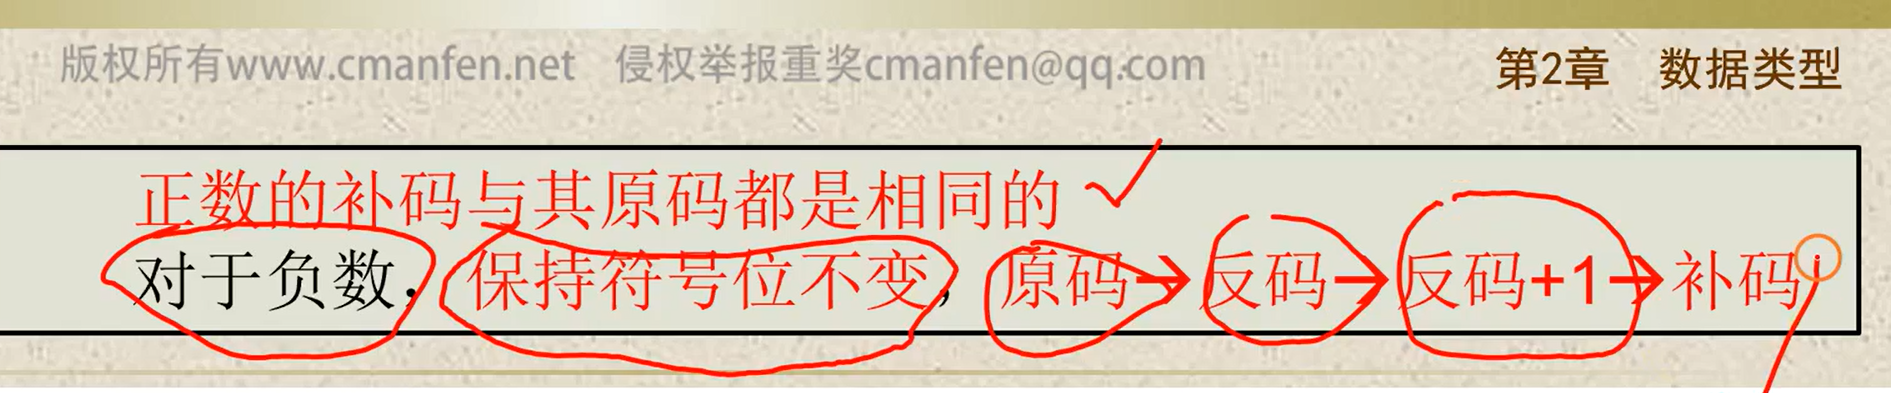 版权所有www.cmanfen.net 侵权举报重奖cmanfen@qq.com
第2章 数据类型
正数的补码与其原码都是相同的
对于负数，保持符号位不变，原码→反码→反码+1→补码